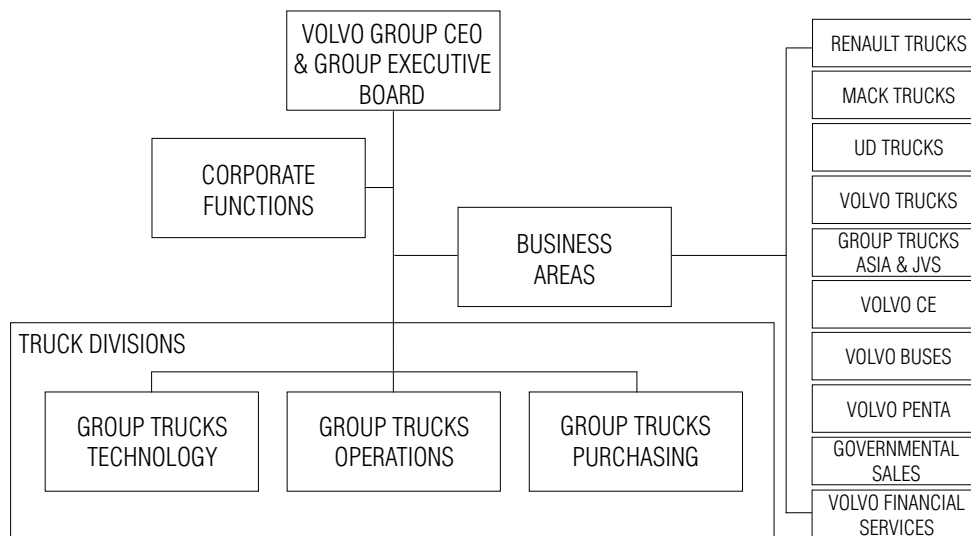 VOLVO GROUP CEO
& GROUP EXECUTIVE
BOARD
CORPORATE
FUNCTIONS
BUSINESS
AREAS
TRUCK DIVISIONS
GROUP TRUCKS
TECHNOLOGY
GROUP TRUCKS
OPERATIONS
GROUP TRUCKS
PURCHASING
RENAULT TRUCKS
MACK TRUCKS
UD TRUCKS
VOLVO TRUCKS
GROUP TRUCKS
ASIA & JVS
VOLVO CE
VOLVO BUSES
VOLVO PENTA
GOVERNMENTAL
SALES
VOLVO FINANCIAL
SERVICES